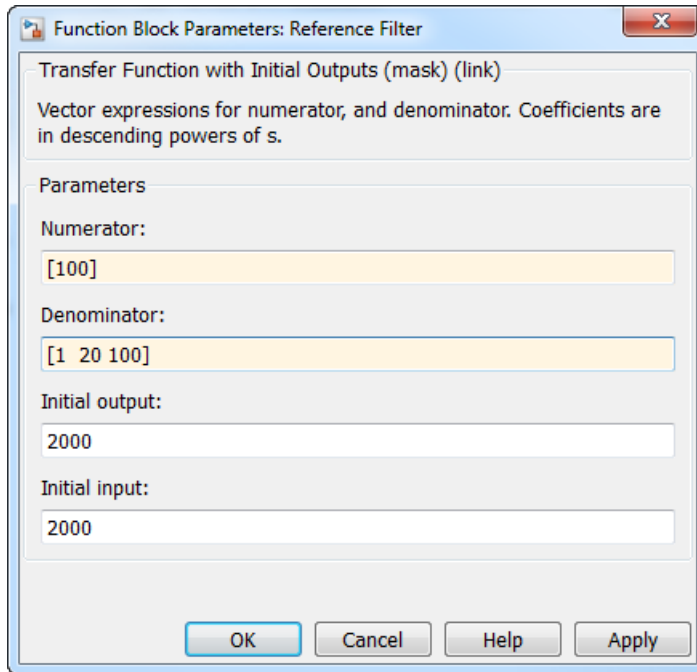 Function Block Parameters: Reference Filter
Transfer Function with Initial Outputs (mask) (link)
Vector expressions for numerator, and denominator. Coefficients are
in descending powers of s.
Parameters
Numerator:
[100]
Denominator:
[1  20 100]
Initial output:
2000
Initial input:
2000
OK Cancel Help Apply